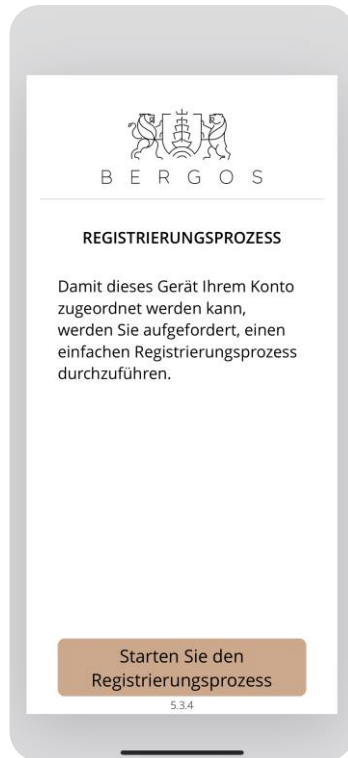 BERGOS
REGISTRIERUNGSPROZESS
Damit dieses Gerät Ihrem Konto
zugeordnet werden kann,
werden Sie aufgefordert, einen
einfachen Registrierungsprozess
durchzuführen.
Starten Sie den
Registrierungsprozess
5.3.4